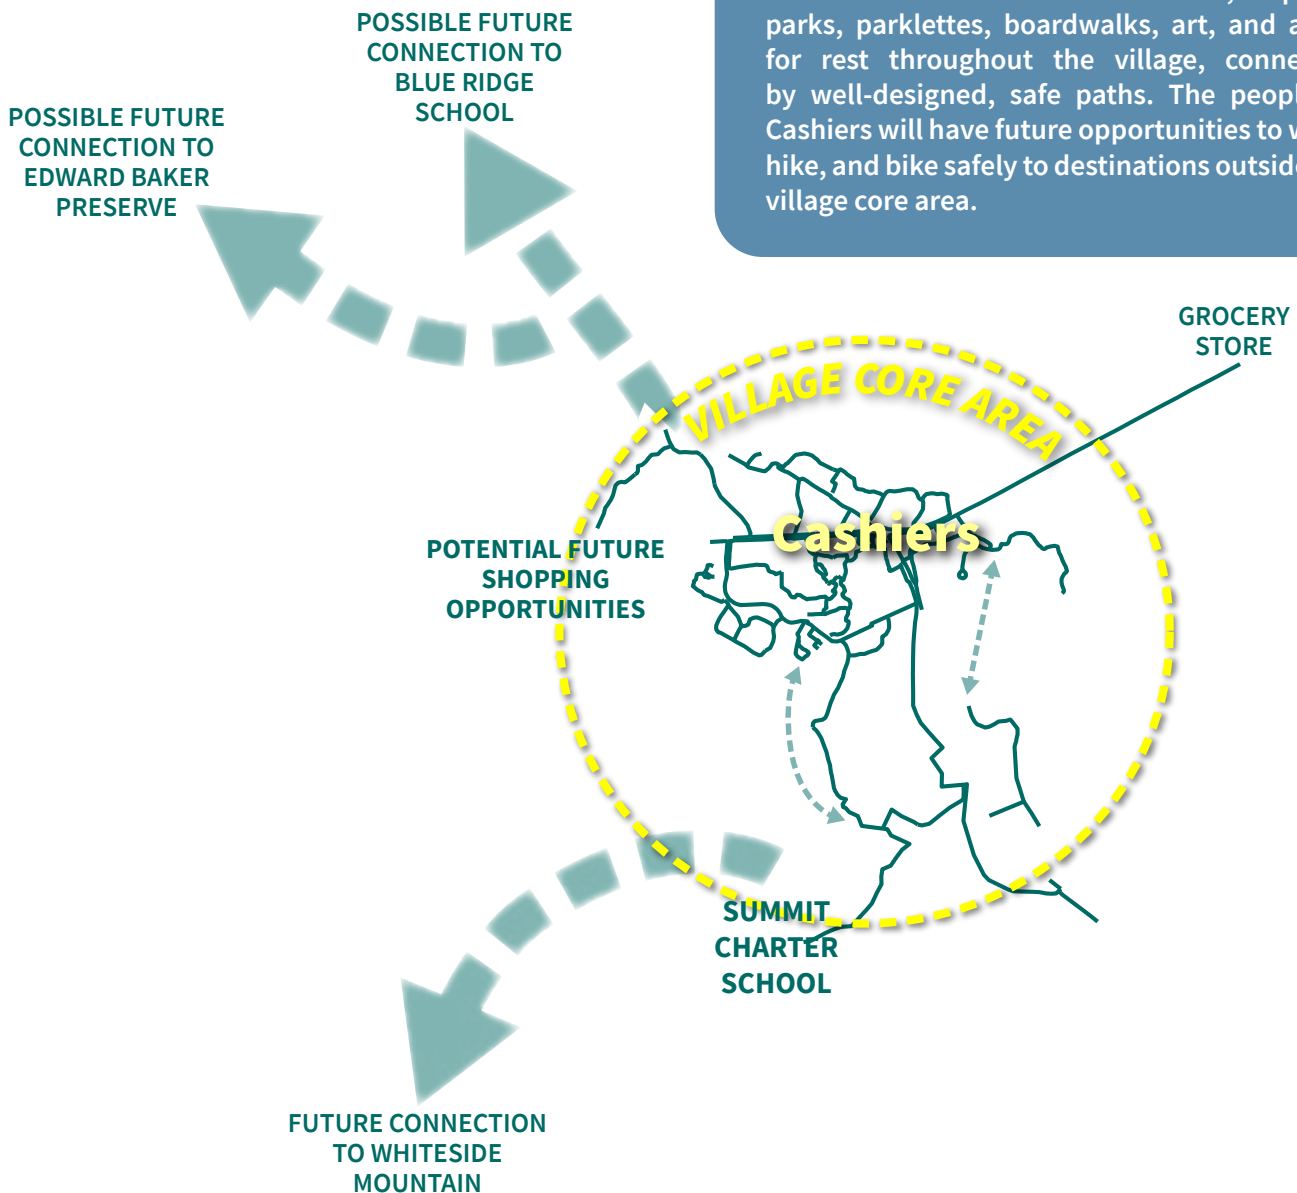 POSSIBLE FUTURE
CONNECTION TO
BLUE RIDGE
SCHOOL
parks, parklettes, boardwalks, art, and
for rest throughout the village,
by well-designed, safe paths. The
Cashiers will have future opportunities to
hike, and bike safely to destinations
village core area.
POSSIBLE FUTURE
CONNECTION TO
EDWARD BAKER
PRESERVE
GROCERY
STORE
VILLAGE CORE AREA
Cashiers
POTENTIAL FUTURE
SHOPPING
OPPORTUNITIES
SUMMIT
CHARTER
SCHOOL
FUTURE CONNECTION
TO WHITESIDE
MOUNTAIN